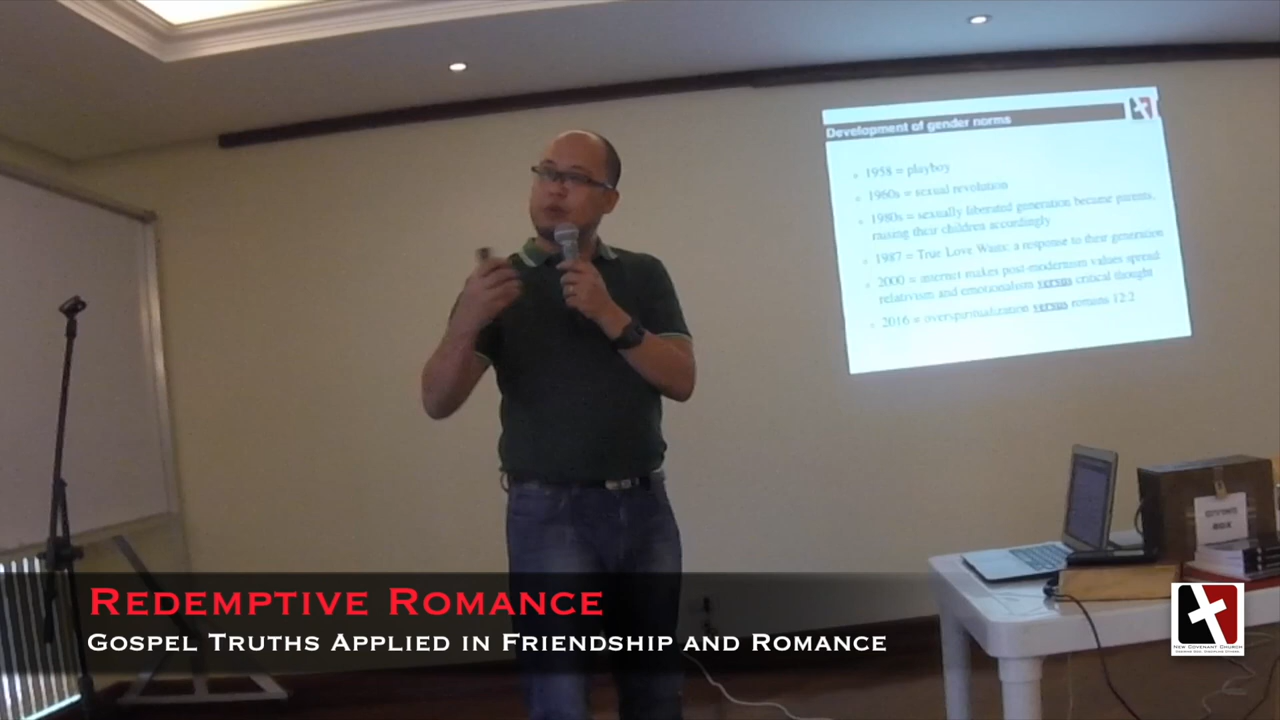 Development of gender norms
1958 = playboy
1960s = sexual revolution
1980s = sexually liberated generation became parents,
raising their children accordingly
1987 = True Love Waits: a response to their generation
2000 = internet makes post-modernism values spread
relativism and emotionalism versus critical thought
2016 = overspiritualization versus romans 12:2
GIVING
BOX
REDEMPTIVE ROMANCE
GOSPEL TRUTHS APPLIED IN FRIENDSHIP AND ROMANCE
NEW COVENANT CHURCH